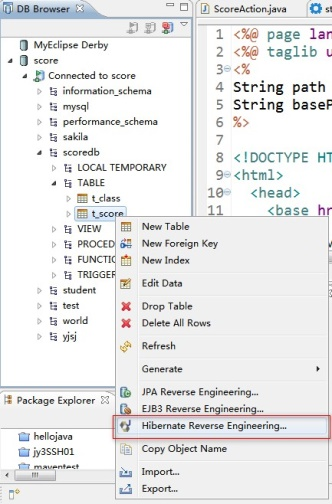 DB Browser
MyEclipse Derby
score
Connected to score
information_schema
mysql
performance_schema
sakila
scoredb
LOCAL TEMPORARY
TABLE
t_class
t_score
VIEW
PROCED
FUNCTI
TRIGGER
student
test
world
yjsj
New Table
New Foreign Key
New Index
Edit Data
Drop Table
Delete All Rows
Refresh
Generate
JPA Reverse Engineering...
EJB3 Reverse Engineering...
Hibernate Reverse Engineering...
Copy Object Name
Import...
Export...
Package Explorer
hellojava
jy3SSH01
maventest
ScoreAction.java
1 <%@ page lan
2 <%@ taglib u
3 <%
4 String path
5 String baseP
6 %>
7
8 <!DOCTYPE HT
9 <html>
10 <head>
11 <base hr